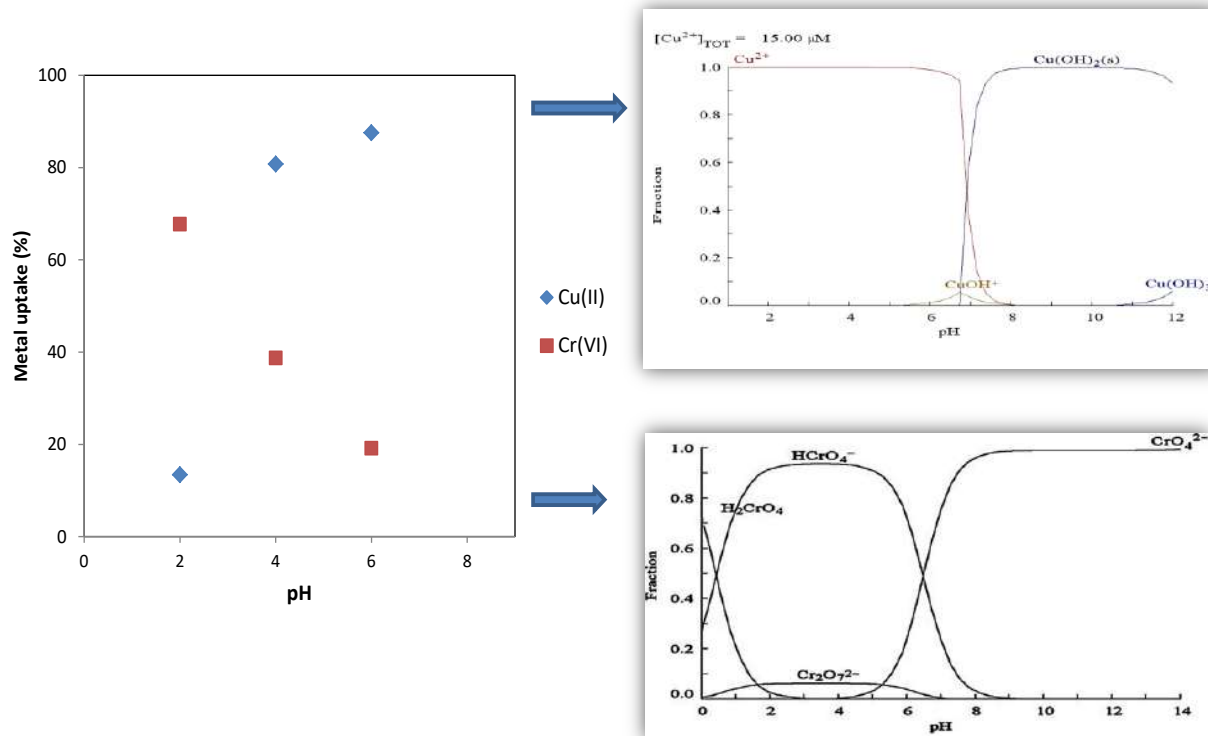 100
80
60
40
20
0
0 2 4 6 8
Metal uptake (%)
pH
Cu(II)
Cr(VI)
[Cu²⁺]TOT = 15.00 µM
Cu²⁺
Cu(OH)₂(s)
1.0
0.8
0.6
0.4
0.2
0.0
Fraction
CuOH⁺
Cu(OH)₃
2 4 6 8 10 12
pH
CrO₄²⁻
HCrO₄⁻
H₂CrO₄
Cr₂O₇²⁻
1.0
0.8
0.6
0.4
0.2
0.0
Fraction
0 2 4 6 8 10 12 14
pH